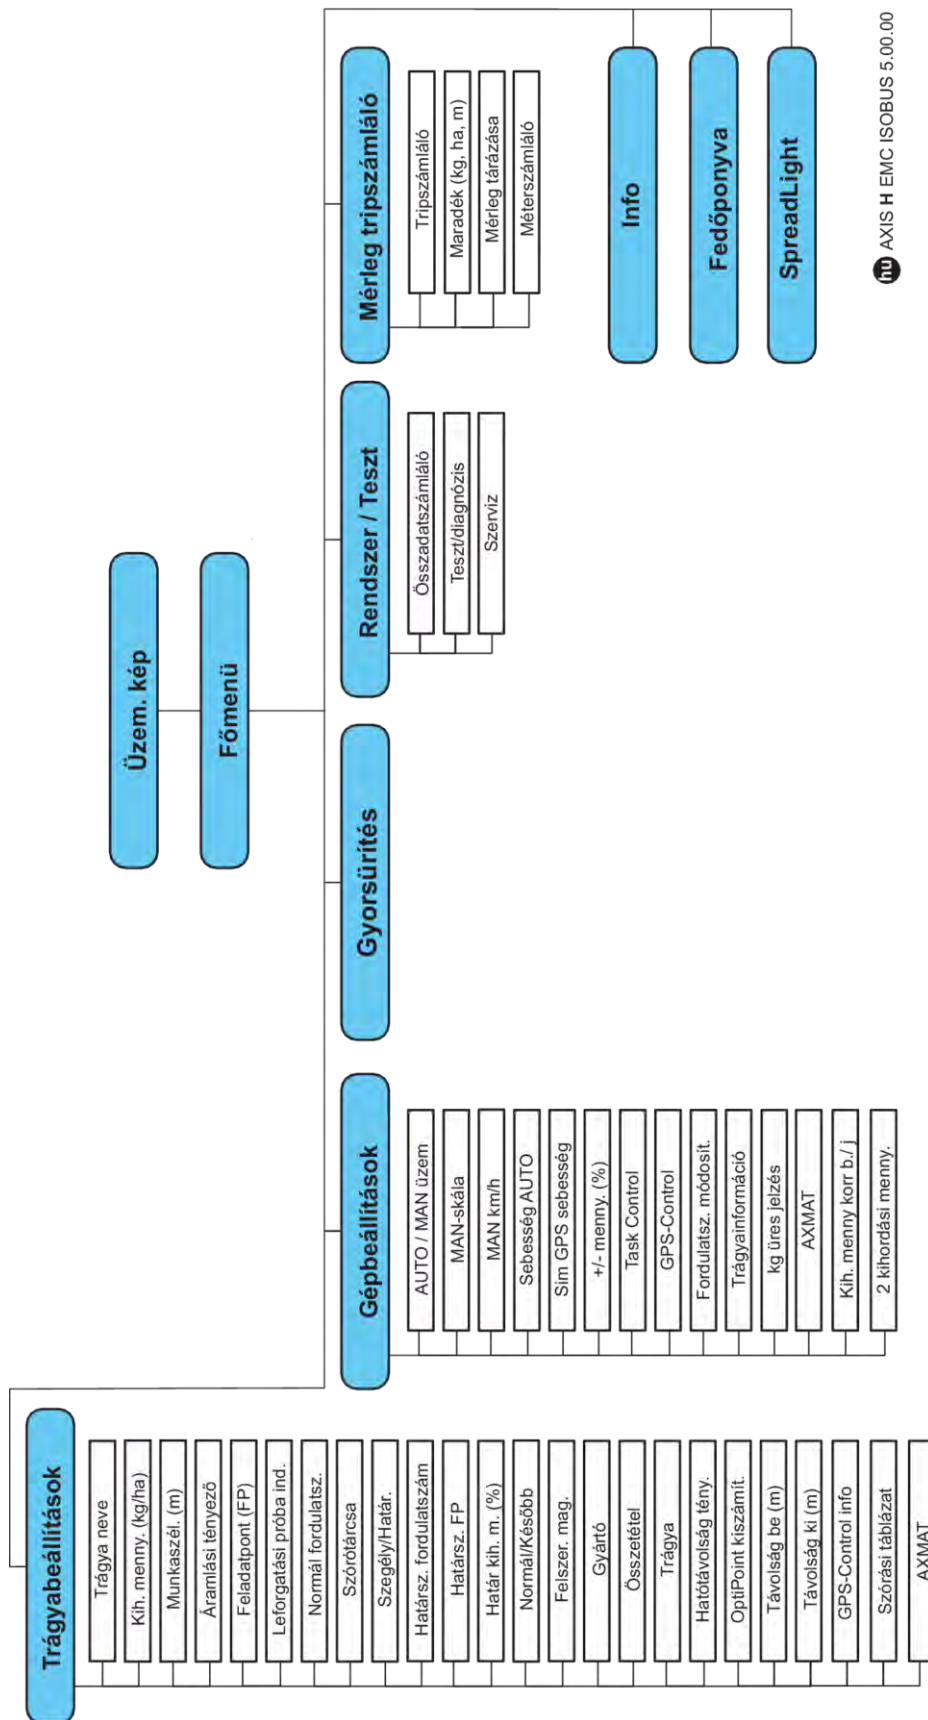 Üzem. kép
Főmenü
Trágyabeállítások
Trágya neve
Kih. menny. (kg/ha)
Munkaszél. (m)
Áramlási tényező
Feladatpont (FP)
Leforgatási próba ind.
Normál fordulatsz.
Szórótárcsa
Szegély/Határ.
Határsz. fordulatszám
Határsz. FP
Határ kih. m. (%)
Normál/Később
Felszer. mag.
Gyártó
Összetétel
Trágya
Hatótávolság tény.
OptiPoint kiszámít.
Távolság be (m)
Távolság ki (m)
GPS-Control info
Szórási táblázat
AXMAT
Gépbeállítások
AUTO / MAN üzem
MAN-skála
MAN km/h
Sebesség AUTO
Sim GPS sebesség
+/- menny. (%)
Task Control
GPS-Control
Fordulatsz. módosít.
Trágyainformáció
kg üres jelzés
AXMAT
Kih. menny korr b./ j
2 kihordási menny.
Gyorsürítés
Rendszer / Teszt
Összadatszámláló
Teszt/diagnózis
Szerviz
Mérleg tripszámláló
Tripszámláló
Maradék (kg, ha, m)
Mérleg tárázása
Méterszámláló
Info
Fedőponyva
SpreadLight
hu AXIS H EMC ISOBUS 5.00.00